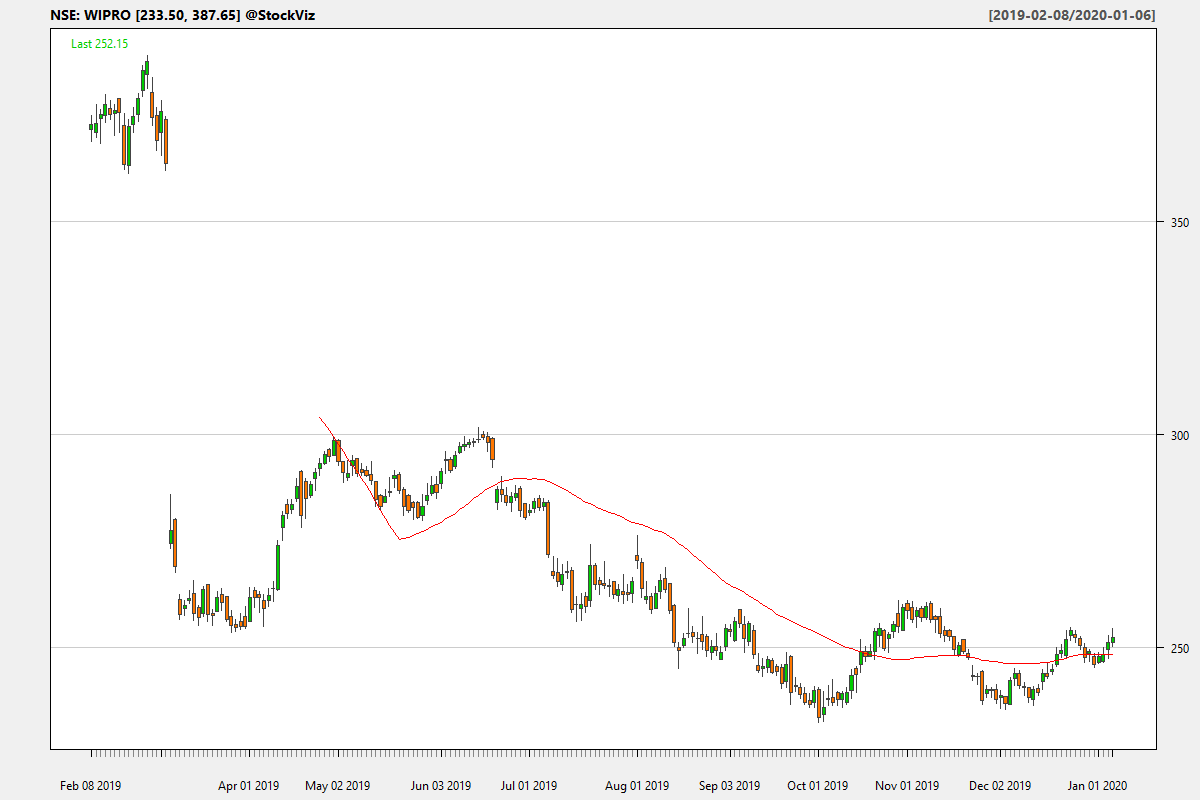 NSE: WIPRO [233.50, 387.65] @StockViz [2019-02-08/2020-01-06]
Last 252.15
350
300
250
Feb 08 2019 Apr 01 2019 May 02 2019 Jun 03 2019 Jul 01 2019 Aug 01 2019 Sep 03 2019 Oct 01 2019 Nov 01 2019 Dec 02 2019 Jan 01 2020